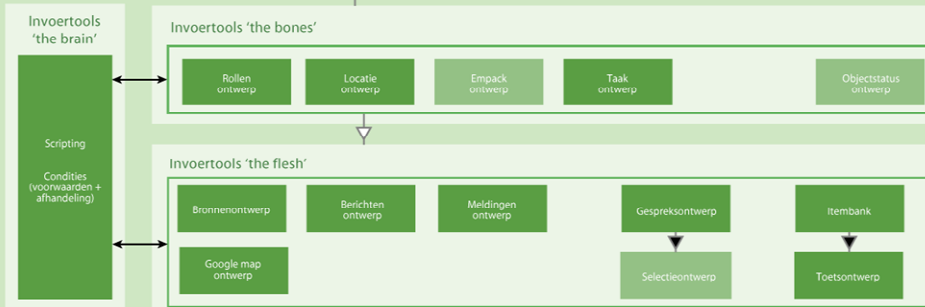 Invoertools
'the brain'
Scripting
Condities
(voorwaarden +
afhandeling)
Invoertools 'the bones'
Rollen
ontwerp
Locatie
ontwerp
Empack
ontwerp
Taak
ontwerp
Objectstatus
ontwerp
Invoertools 'the flesh'
Bronnenontwerp
Berichten
ontwerp
Meldingen
ontwerp
Gespreksontwerp
Itembank
Google map
ontwerp
Selectieontwerp
Toetsontwerp